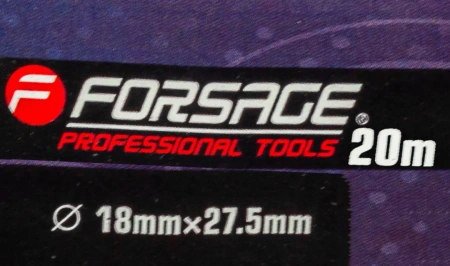 F FORSAGE®
PROFESSIONAL TOOLS 20m
Ø 18mm×27.5mm